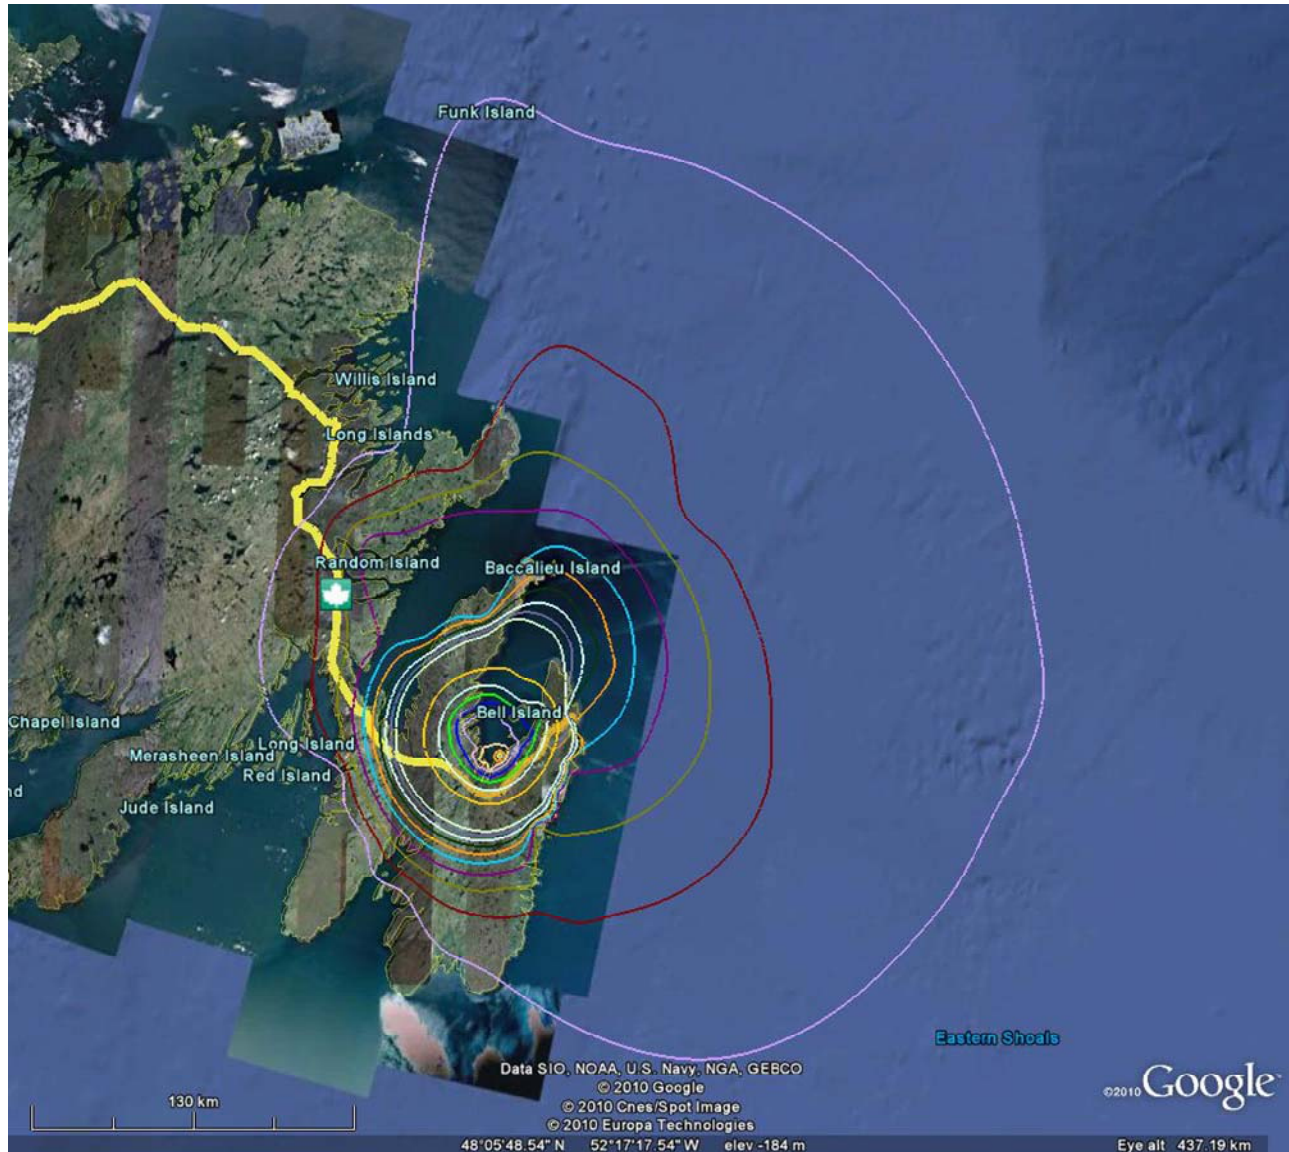 Funk Island
Willis Island
Long Islands
Random Island
Baccalieu Island
Bell Island
Chapel Island
Long Island
Merasheen Island
Red Island
nd
Jude Island
Eastern Shoals
Data SIO, NOAA, U.S. Navy, NGA, GEBCO
© 2010 Google
© 2010 Cnes/Spot Image
© 2010 Europa Technologies
©2010 Google
130 km
48°05'48.54" N 52°17'17.54" W elev -184 m Eye alt 437.19 km